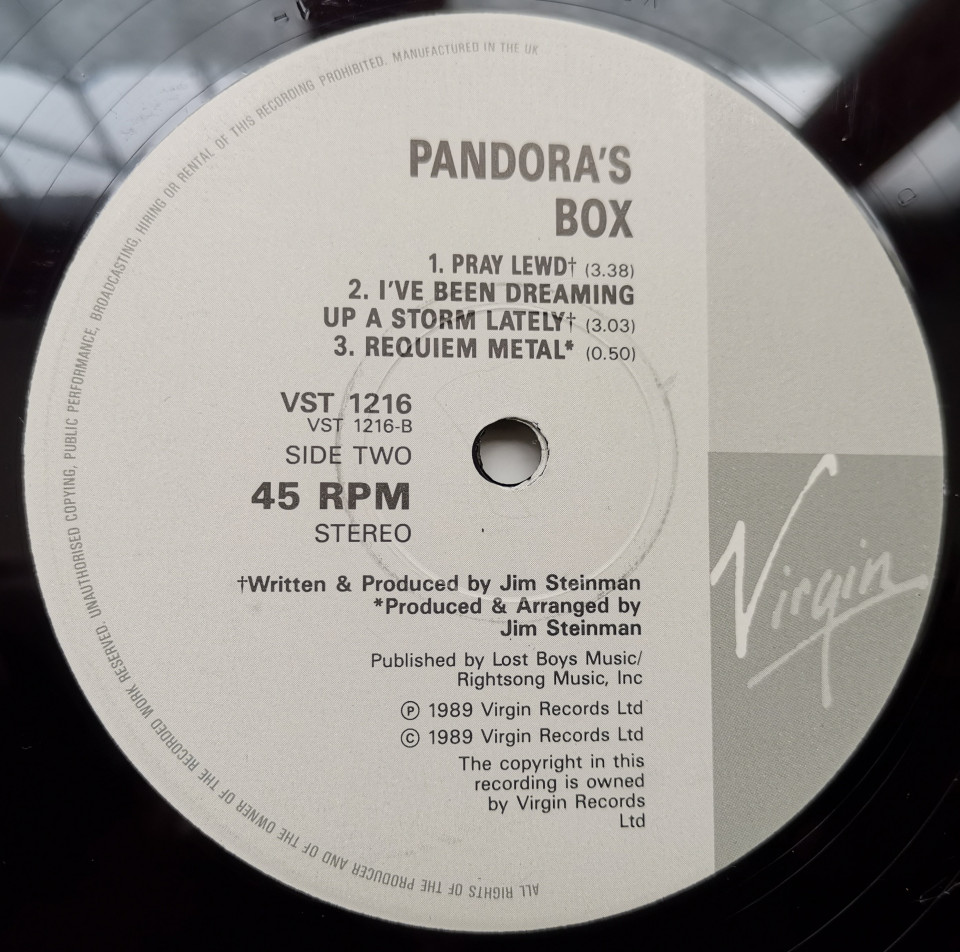 ALL RIGHTS OF THE PRODUCER AND OF THE OWNER OF THE RECORDED WORK RESERVED. UNAUTHORISED COPYING, PUBLIC PERFORMANCE, BROADCASTING, HIRING OR RENTAL OF THIS RECORDING PROHIBITED. MANUFACTURED IN THE UK
PANDORA'S
BOX
1. PRAY LEWD† (3.38)
2. I'VE BEEN DREAMING
UP A STORM LATELY† (3.03)
3. REQUIEM METAL* (0.50)
VST 1216
VST 1216-B
SIDE TWO
45 RPM
STEREO
Virgin
†Written & Produced by Jim Steinman
*Produced & Arranged by
Jim Steinman
Published by Lost Boys Music/
Rightsong Music, Inc
Ⓟ 1989 Virgin Records Ltd
© 1989 Virgin Records Ltd
The copyright in this
recording is owned
by Virgin Records
Ltd